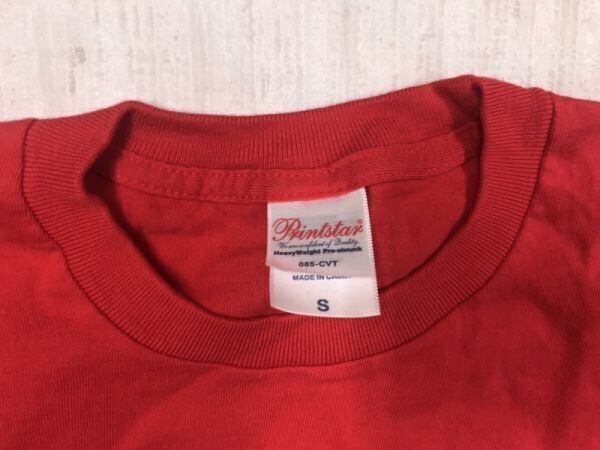 Printstar®
We are confident of Quality.
HeavyWeight Pre-shrunk
085-CVT
MADE IN CHINA
S